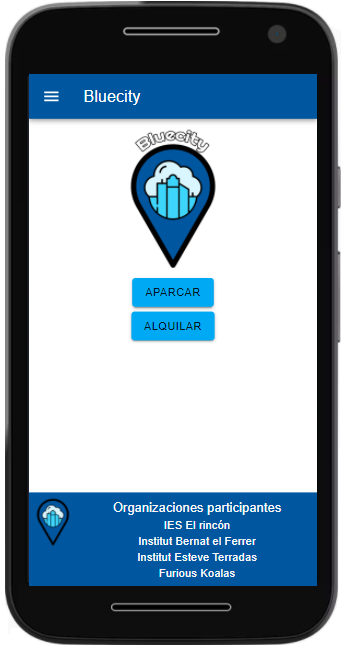 Bluecity
Bluecity
APARCAR
ALQUILAR
Organizaciones participantes
IES El rincón
Institut Bernat el Ferrer
Institut Esteve Terradas
Furious Koalas